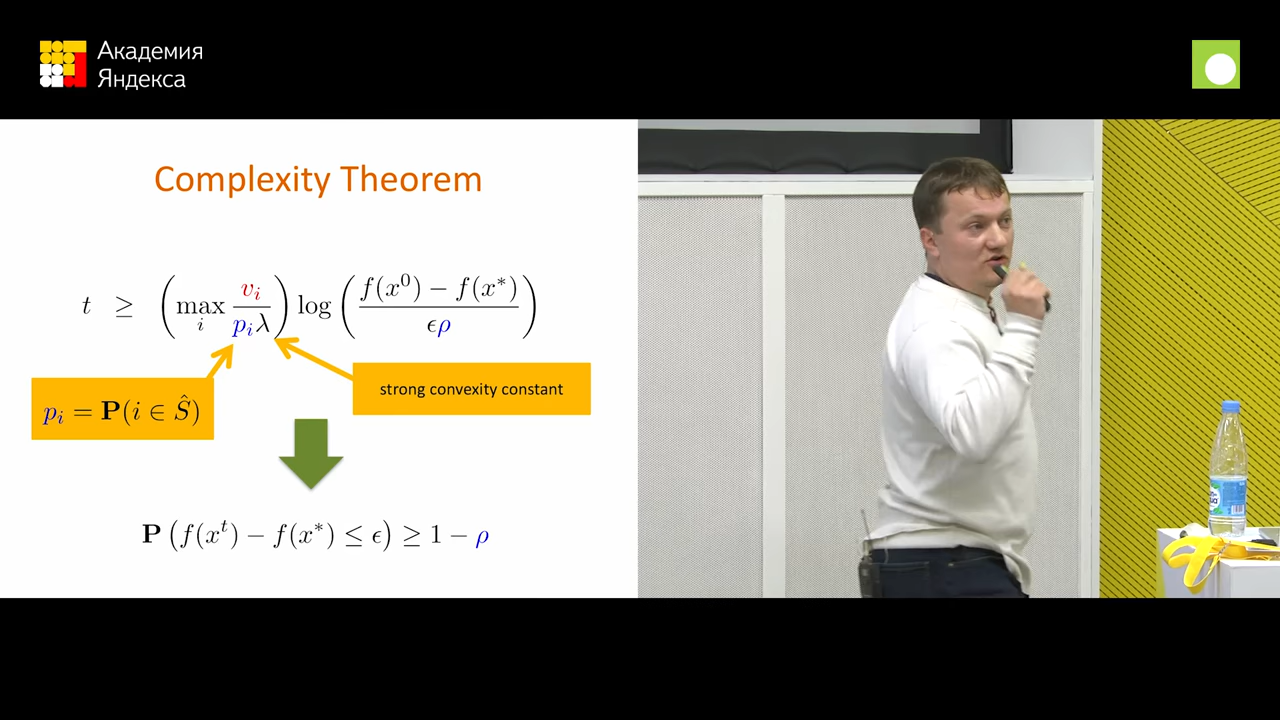 Академия
Яндекса
Complexity Theorem
t ≥ ( max_i v_i / p_i λ ) log ( f(x^0) − f(x^*) / ϵρ )
strong convexity constant
p_i = P(i ∈ Ŝ)
P ( f(x^t) − f(x^*) ≤ ϵ ) ≥ 1 − ρ